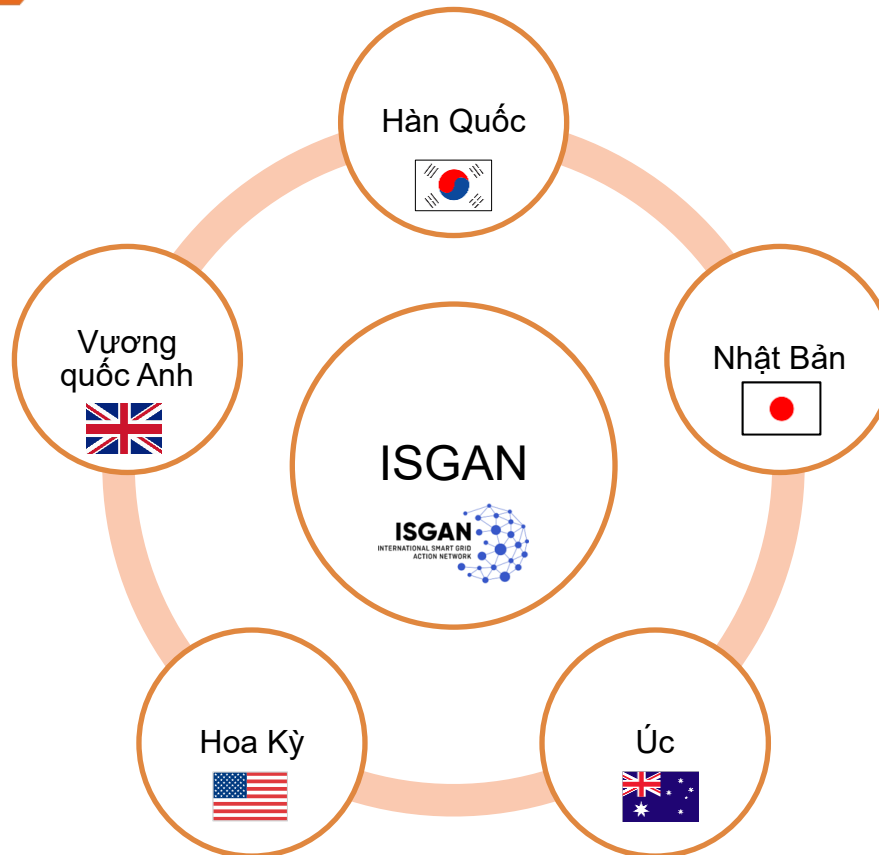 Hàn Quốc
Vương
quốc Anh
Nhật Bản
ISGAN
ISGAN
INTERNATIONAL SMART GRID
ACTION NETWORK
Hoa Kỳ
Úc